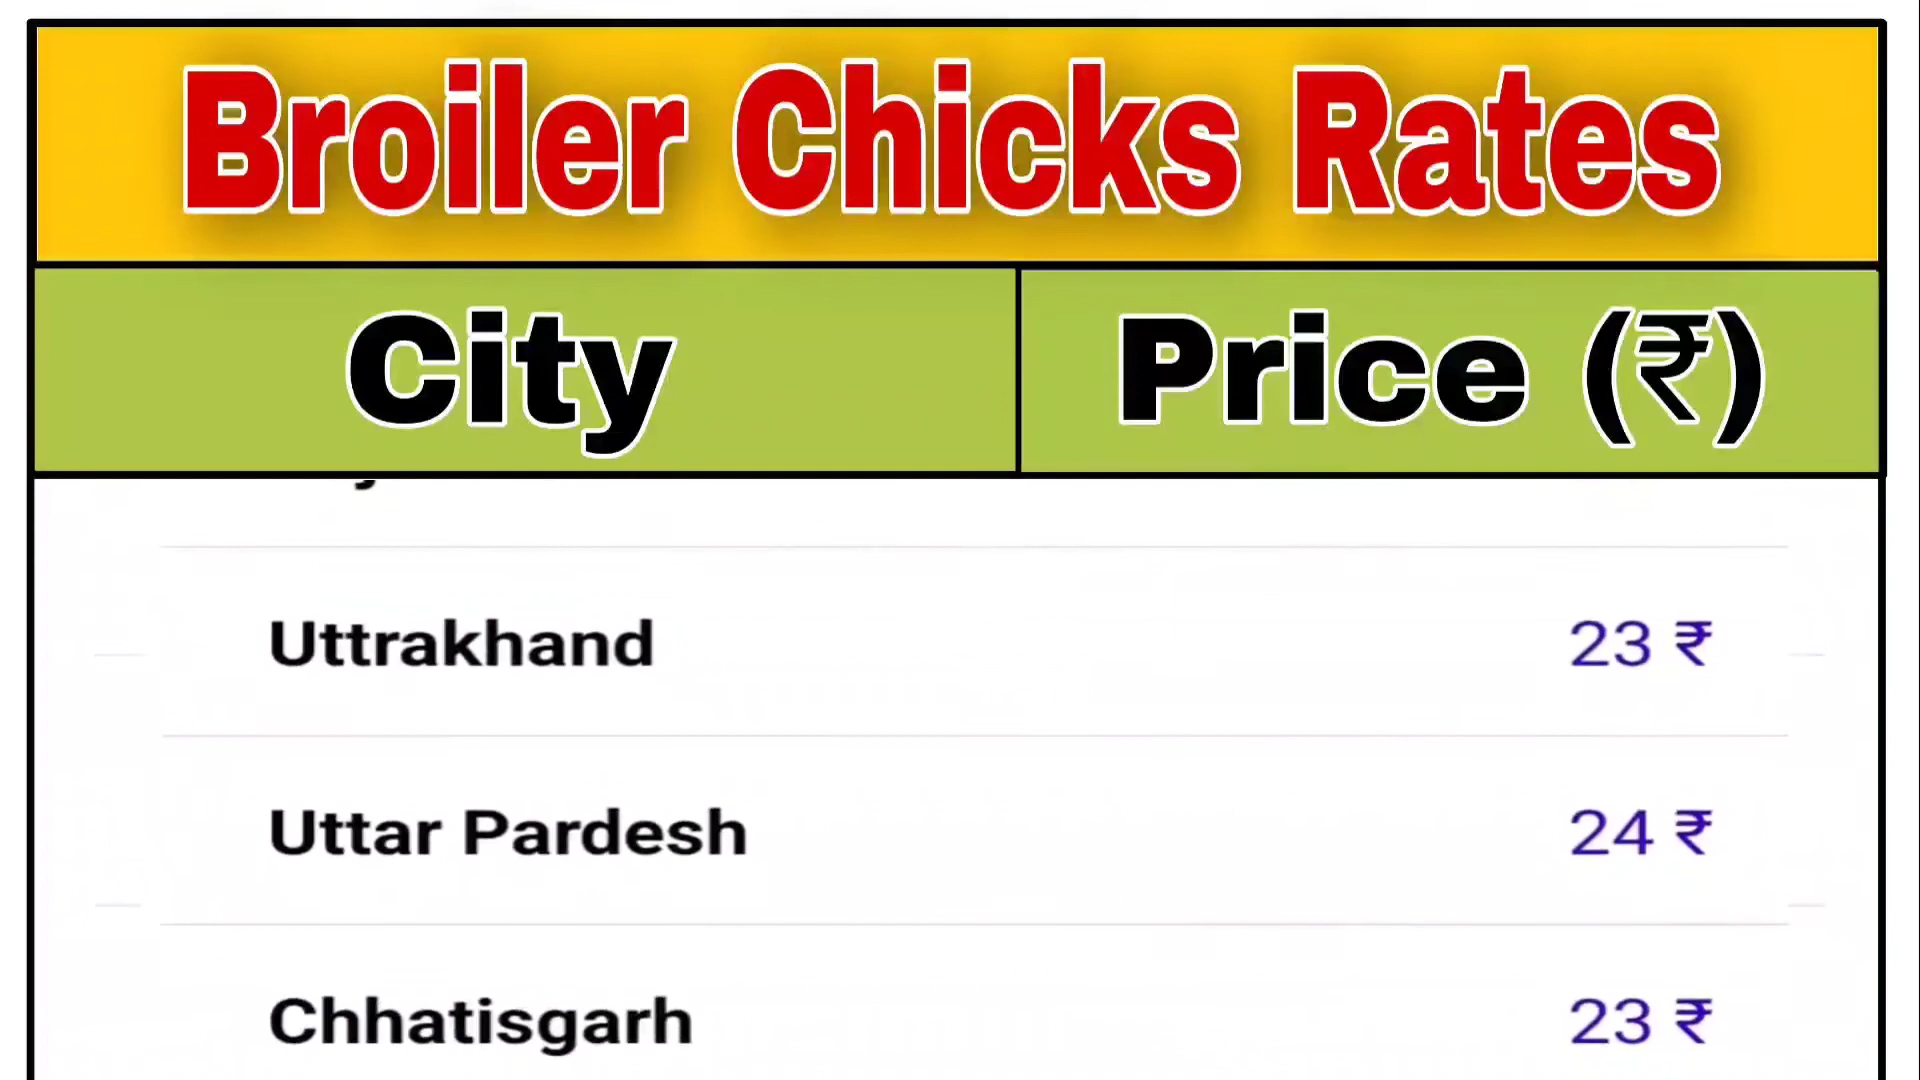 Broiler Chicks Rates
City Price (₹)
Uttrakhand 23 ₹
Uttar Pardesh 24 ₹
Chhatisgarh 23 ₹